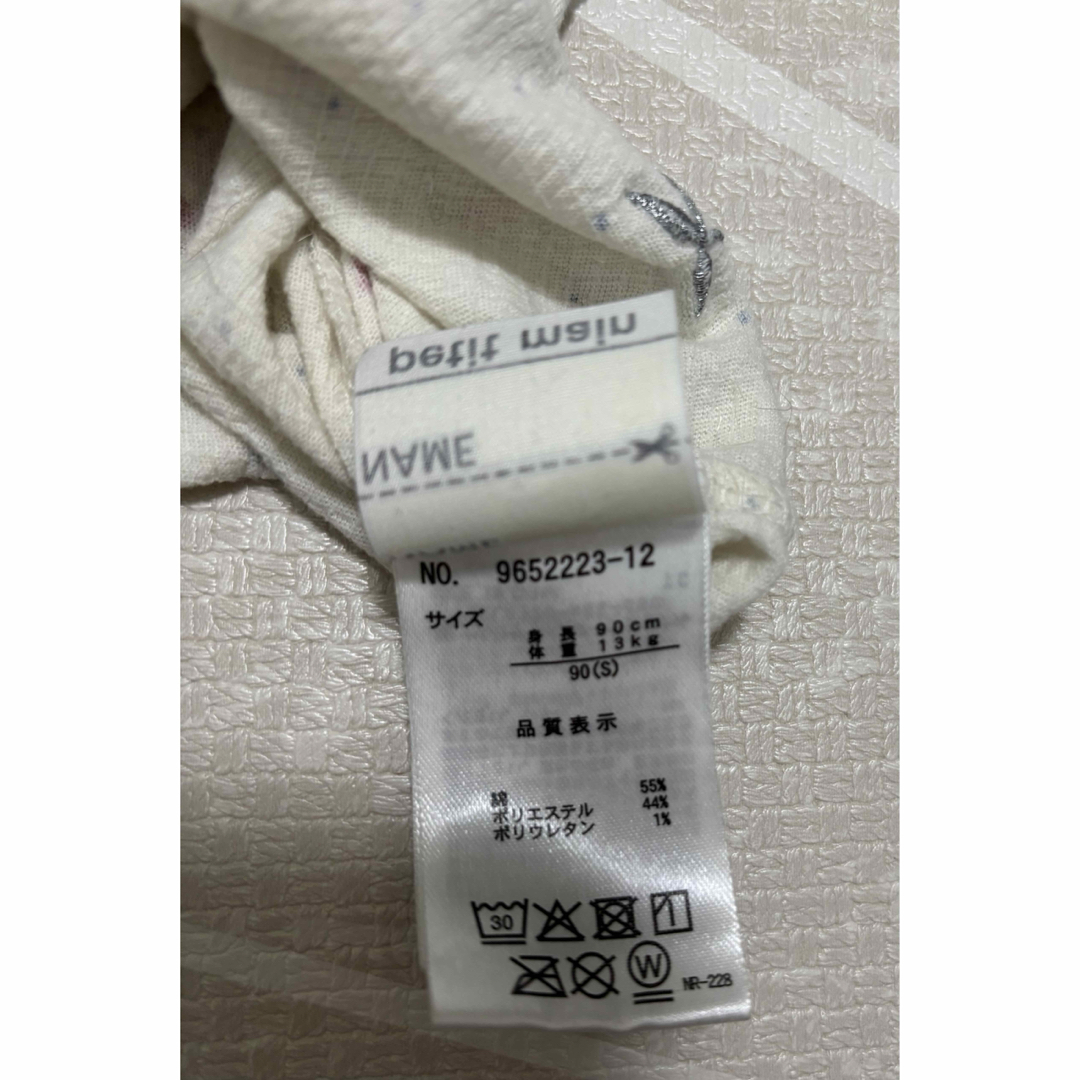 petit main
NAME
NO. 9652223-12
サイズ
身長 90cm
体重 13kg
90(S)
品質表示
綿 55%
ポリエステル 44%
ポリウレタン 1%
30
W
NR-228